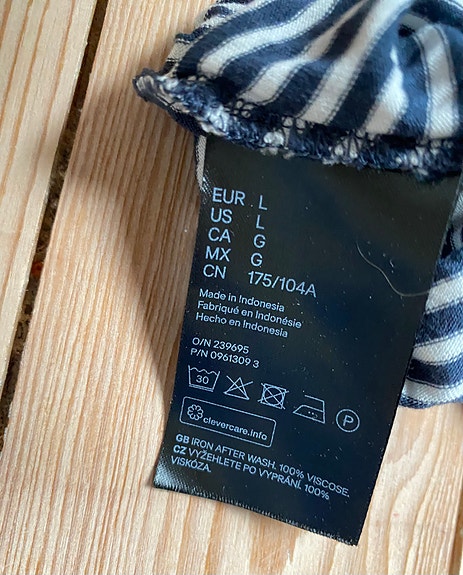 EUR L
US L
CA G
MX G
CN 175/104A
Made in Indonesia
Fabriqué en Indonésie
Hecho en Indonesia
O/N 239695
P/N 0961309 3
30
P
clevercare.info
GB IRON AFTER WASH. 100% VISCOSE.
CZ VYŽEHLETE PO VYPRÁNÍ. 100%
VISKÓZA